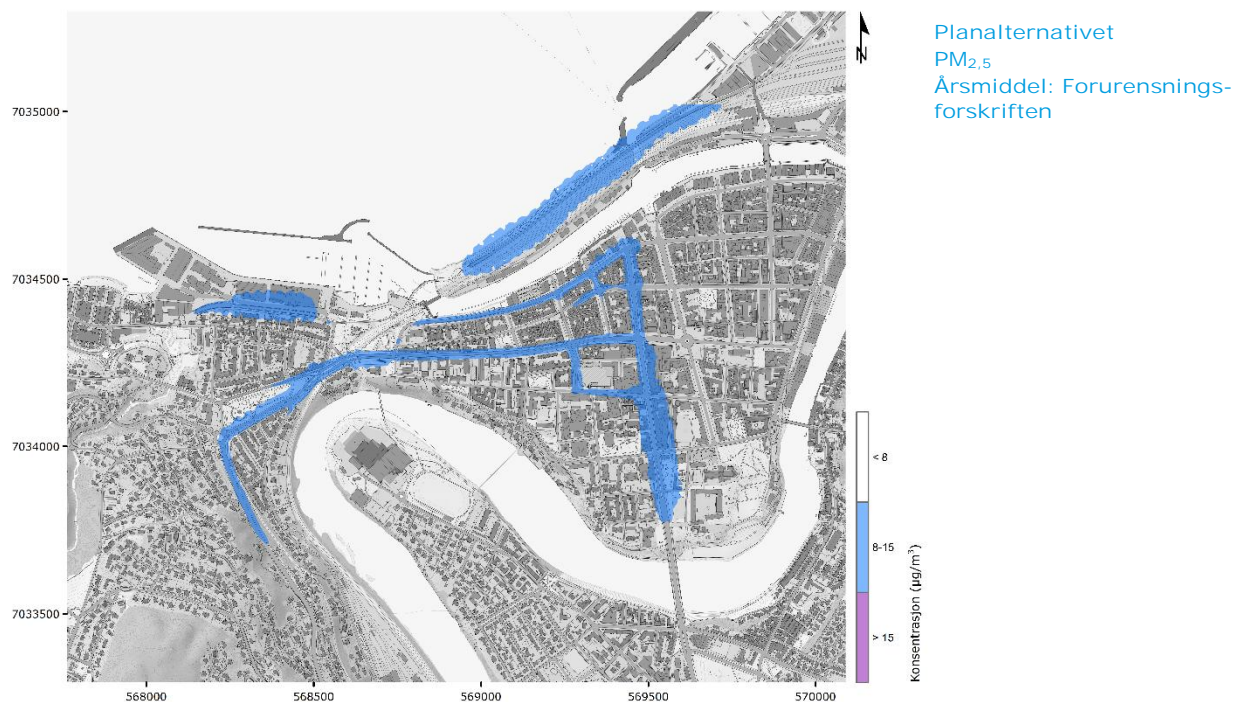 Planalternativet
PM2,5
Årsmiddel: Forurensnings-
forskriften
N
7035000
7034500
7034000
7033500
568000
568500
569000
569500
570000
< 8
8-15
> 15
Konsentrasjon (µg/m³)